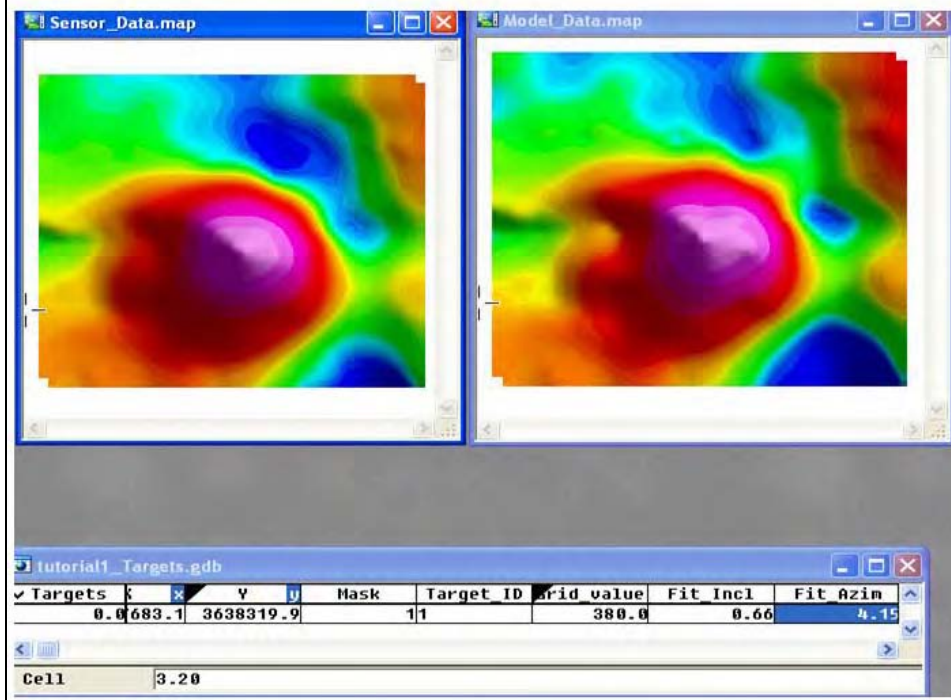 Sensor_Data.map
Model_Data.map
tutorial1_Targets.gdb
Targets x Y y Mask Target_ID Grid_value Fit_Incl Fit_Azim
0.0 683.1 3638319.9 1 1 380.0 0.66 4.15
Cell 3.20